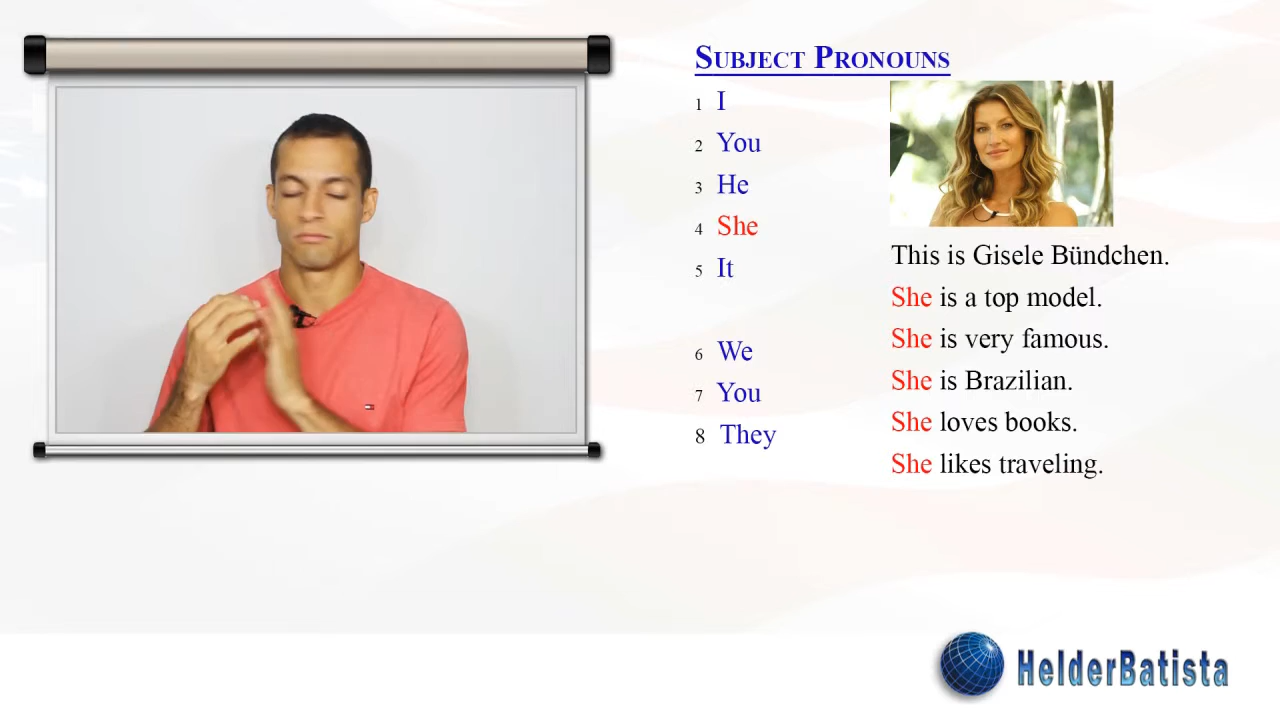 SUBJECT PRONOUNS
1 I
2 You
3 He
4 She
5 It
6 We
7 You
8 They
This is Gisele Bündchen.
She is a top model.
She is very famous.
She is Brazilian.
She loves books.
She likes traveling.
HelderBatista